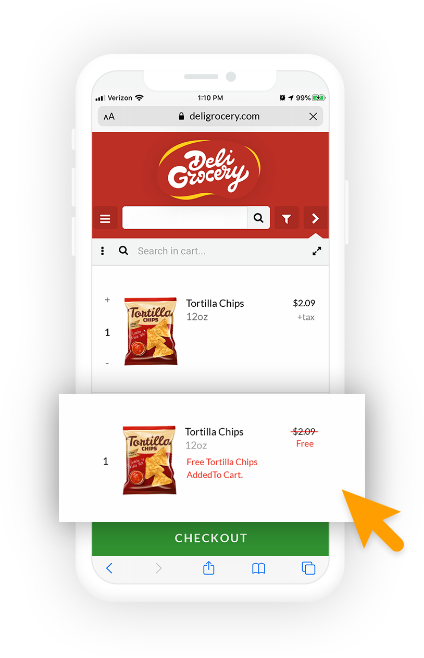 Verizon 1:10 PM 99%
AA deligrocery.com
Deli
Grocery
Search in cart...
+
Tortilla Chips $2.09
12oz +tax
1
Tortilla
CHIPS
-
Tortilla Chips $2.09
12oz Free
1
Free Tortilla Chips
AddedTo Cart.
Tortilla
CHIPS
CHECKOUT